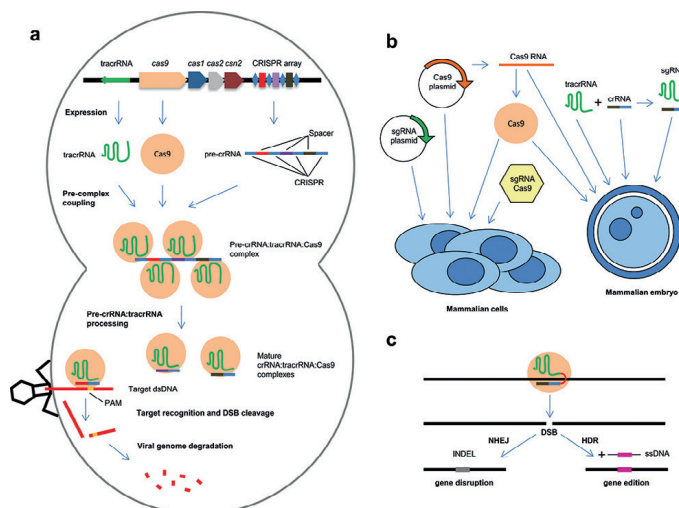 a
tracrRNA
cas9
cas1 cas2 csn2
CRISPR array
Expression
tracrRNA
Cas9
pre-crRNA
Spacer
CRISPR
Pre-complex
coupling
Pre-crRNA:tracrRNA:Cas9
complex
Pre-crRNA:tracrRNA
processing
Mature
crRNA:tracrRNA:Cas9
complexes
Target dsDNA
PAM
Target recognition and DSB cleavage
Viral genome degradation
b
Cas9
plasmid
Cas9 RNA
tracrRNA
+
crRNA
sgRN
sgRNA
plasmid
Cas9
sgRNA
Cas9
Mammalian cells
Mammalian embryo
c
DSB
NHEJ
HDR
INDEL
+
ssDNA
gene disruption
gene edition